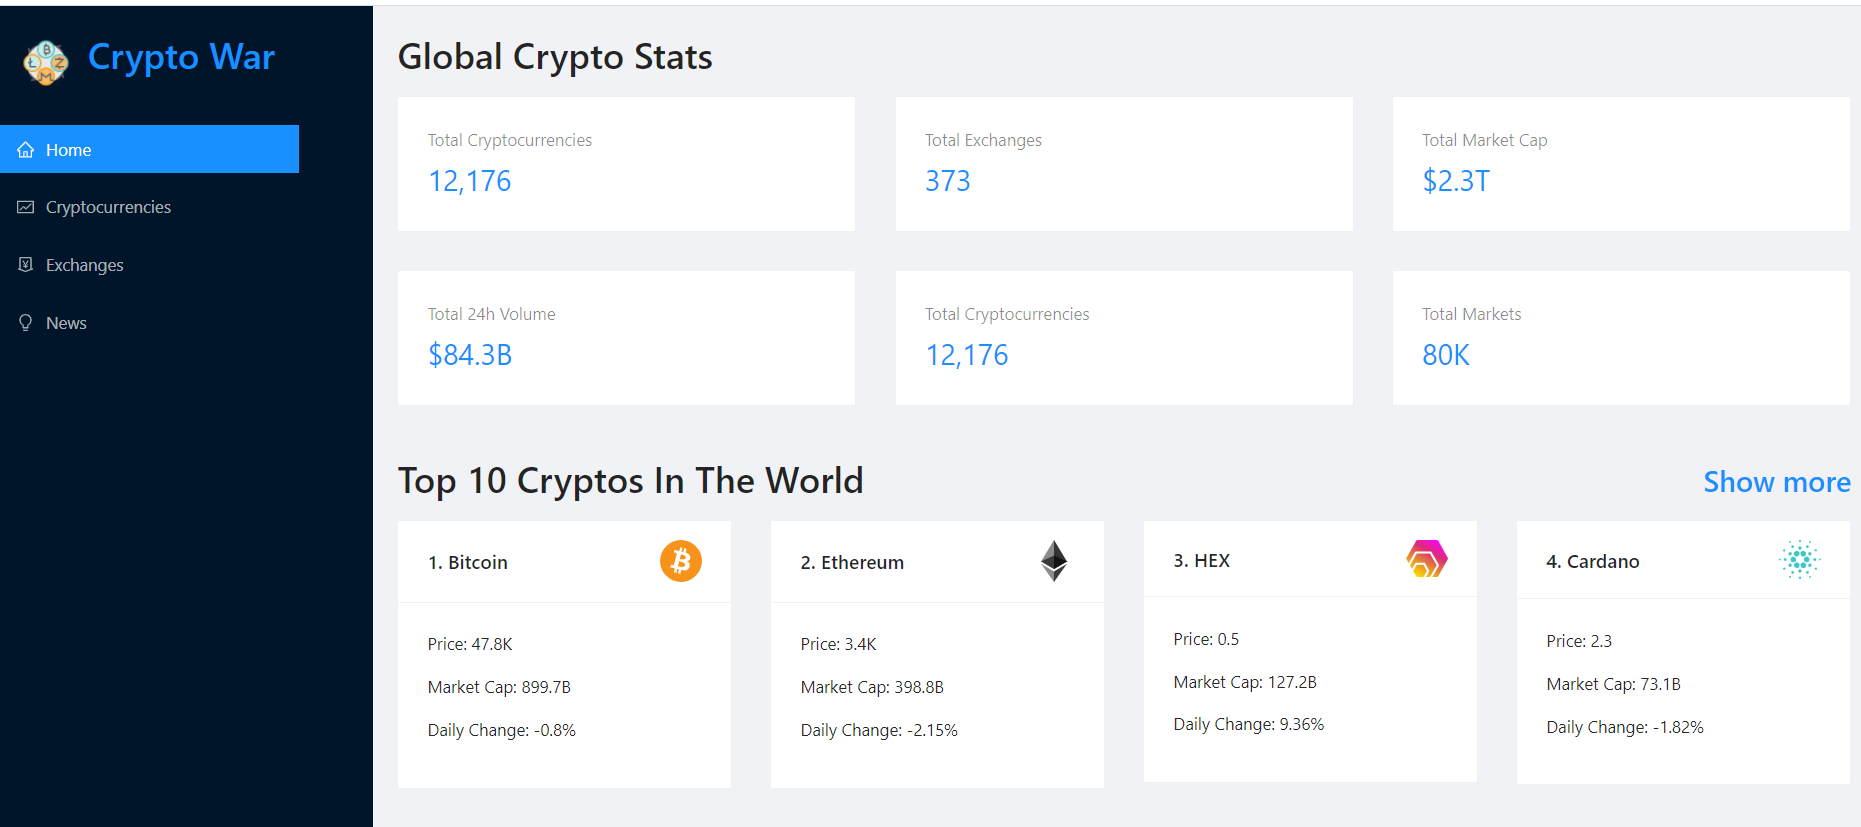 Crypto War
Home
Cryptocurrencies
Exchanges
News
Global Crypto Stats
Total Cryptocurrencies
12,176
Total Exchanges
373
Total Market Cap
$2.3T
Total 24h Volume
$84.3B
Total Cryptocurrencies
12,176
Total Markets
80K
Top 10 Cryptos In The World
Show more
1. Bitcoin
Price: 47.8K
Market Cap: 899.7B
Daily Change: -0.8%
2. Ethereum
Price: 3.4K
Market Cap: 398.8B
Daily Change: -2.15%
3. HEX
Price: 0.5
Market Cap: 127.2B
Daily Change: 9.36%
4. Cardano
Price: 2.3
Market Cap: 73.1B
Daily Change: -1.82%